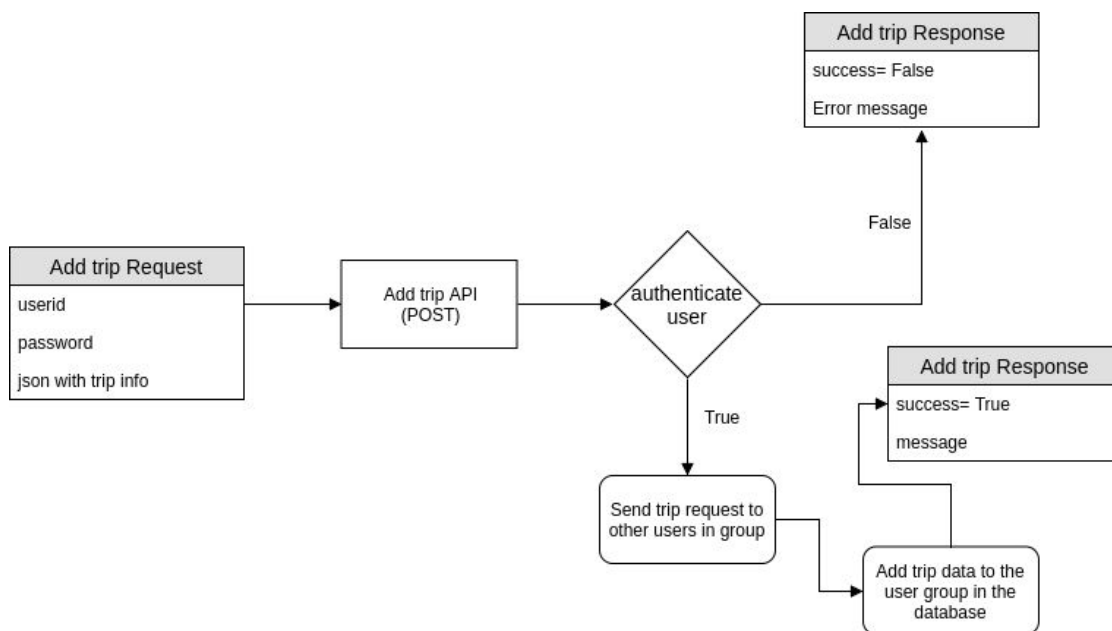 Add trip Response
success= False
Error message
False
Add trip Request
userid
password
json with trip info
Add trip API
(POST)
authenticate
user
True
Add trip Response
success= True
message
Send trip request to
other users in group
Add trip data to the
user group in the
database